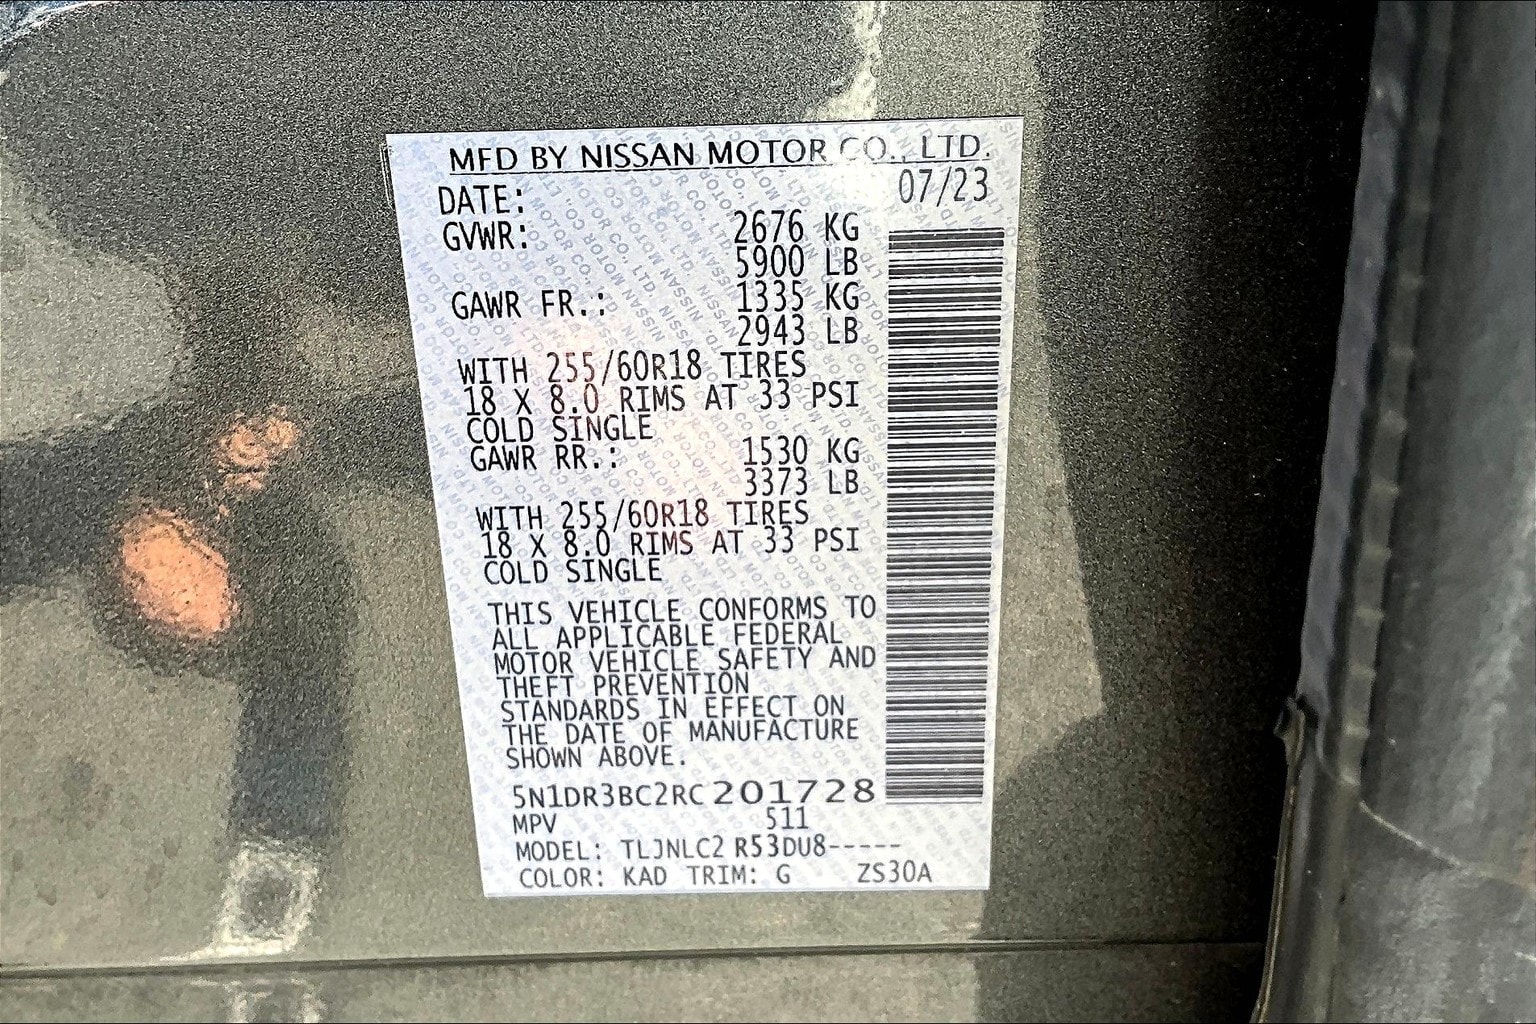 MFD BY NISSAN MOTOR CO., LTD.
DATE: 07/23
GVWR: 2676 KG
5900 LB
GAWR FR.: 1335 KG
2943 LB
WITH 255/60R18 TIRES
18 X 8.0 RIMS AT 33 PSI
COLD SINGLE
GAWR RR.: 1530 KG
3373 LB
WITH 255/60R18 TIRES
18 X 8.0 RIMS AT 33 PSI
COLD SINGLE
THIS VEHICLE CONFORMS TO
ALL APPLICABLE FEDERAL
MOTOR VEHICLE SAFETY AND
THEFT PREVENTION
STANDARDS IN EFFECT ON
THE DATE OF MANUFACTURE
SHOWN ABOVE.
5N1DR3BC2RC201728
MPV 511
MODEL: TLJNLC2 R53DU8-----
COLOR: KAD TRIM: G ZS30A